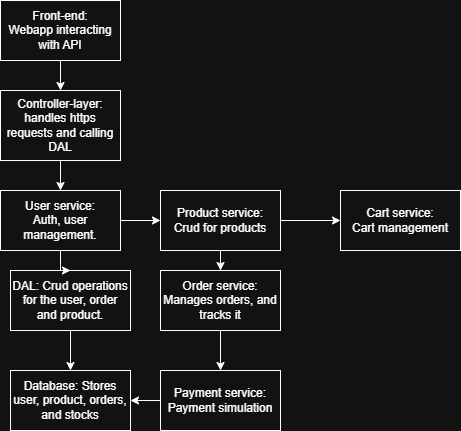 Front-end:
Webapp interacting
with API
Controller-layer:
handles https
requests and calling
DAL
User service:
Auth, user
management.
Product service:
Crud for products
Cart service:
Cart management
DAL: Crud operations
for the user, order
and product.
Order service:
Manages orders, and
tracks it
Database: Stores
user, product, orders,
and stocks
Payment service:
Payment simulation